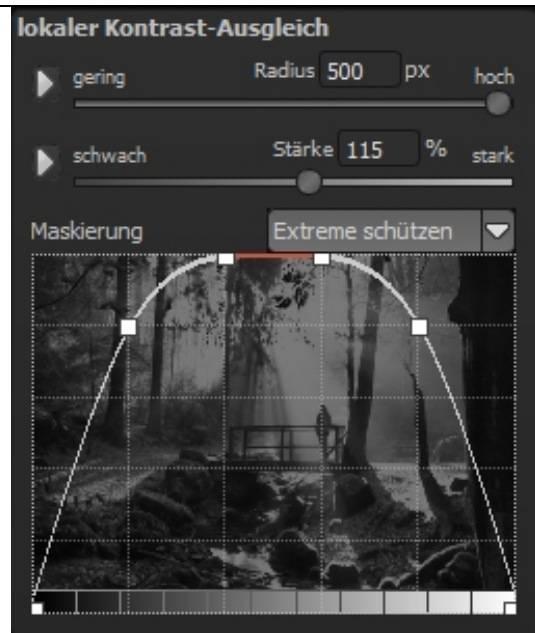 lokaler Kontrast-Ausgleich
gering Radius 500 px hoch
schwach Stärke 115 % stark
Maskierung Extreme schützen